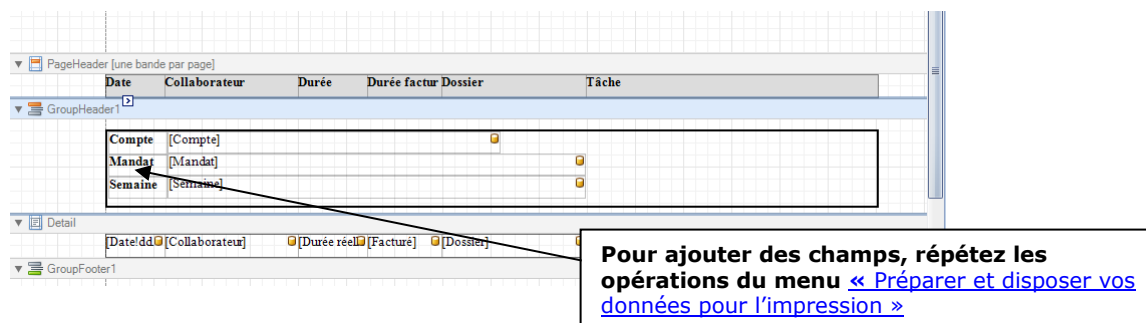 PageHeader [une bande par page]
Date Collaborateur Durée Durée factur Dossier Tâche
GroupHeader1
Compte [Compte]
Mandat [Mandat]
Semaine [Semaine]
Detail
[Date!dd [Collaborateur] [Durée réell [Facturé] [Dossier]
GroupFooter1
Pour ajouter des champs, répétez les
opérations du menu « Préparer et disposer vos
données pour l’impression »